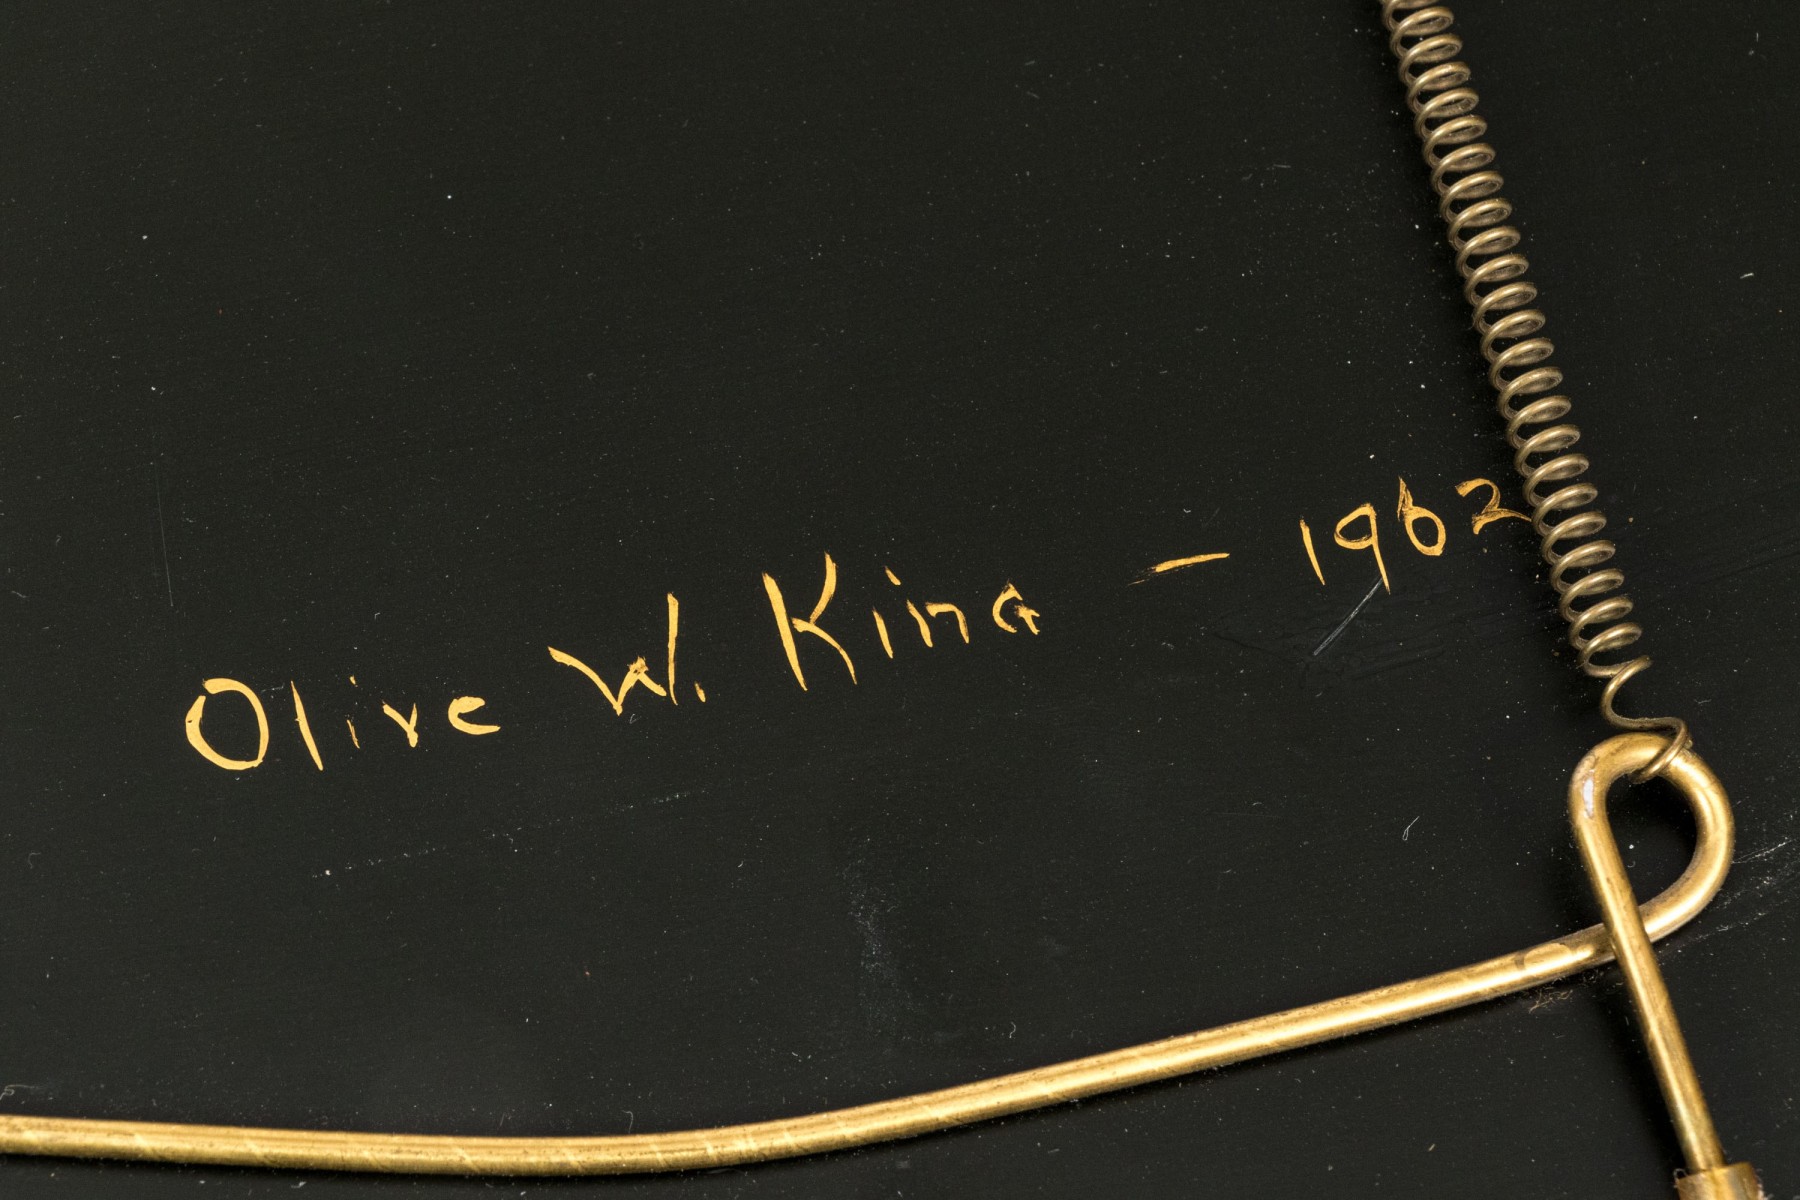 Olive W. King — 1962